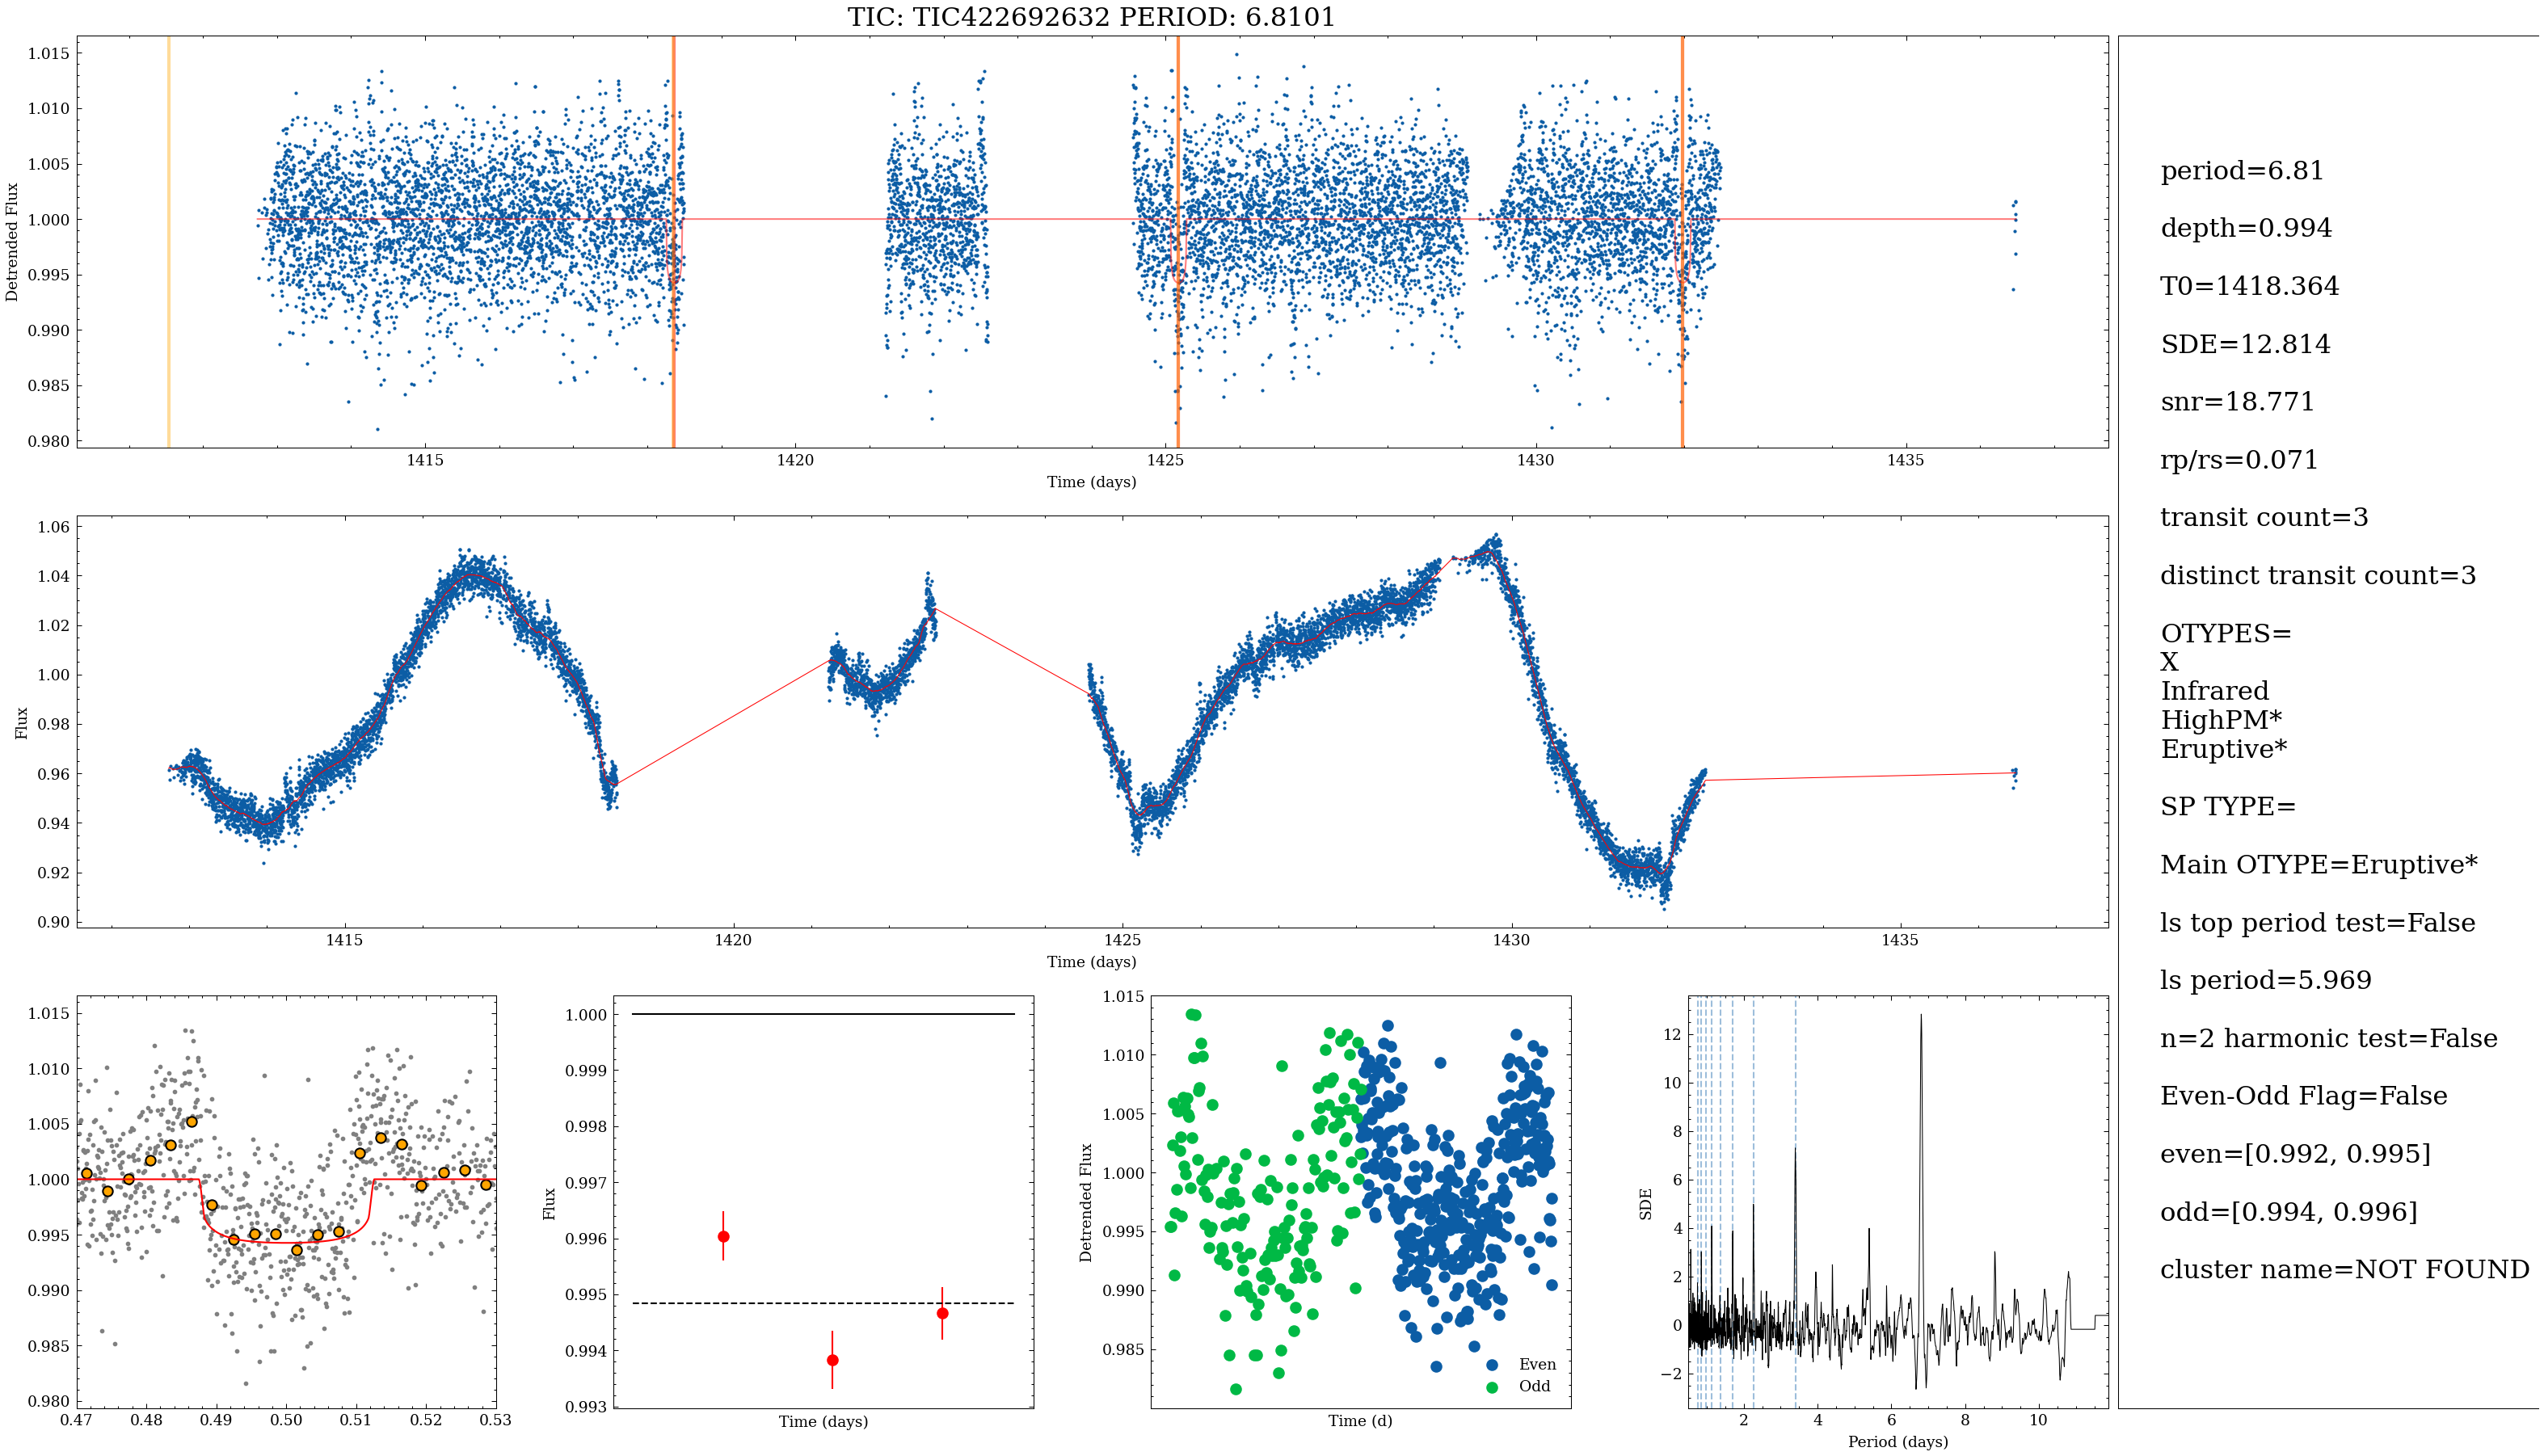 TIC: TIC422692632 PERIOD: 6.8101
1.015
1.010
1.005
1.000
0.995
0.990
0.985
0.980
Detrended Flux
1415
1420
1425
1430
1435
Time (days)
1.06
1.04
1.02
1.00
0.98
0.96
0.94
0.92
0.90
Flux
1415
1420
1425
1430
1435
Time (days)
1.015
1.010
1.005
1.000
0.995
0.990
0.985
0.980
0.47
0.48
0.49
0.50
0.51
0.52
0.53
1.000
0.999
0.998
0.997
0.996
0.995
0.994
0.993
Flux
Time (days)
1.015
1.010
1.005
1.000
0.995
0.990
0.985
Detrended Flux
Even
Odd
Time (d)
12
10
8
6
4
2
0
−2
SDE
2
4
6
8
10
Period (days)
period=6.81
depth=0.994
T0=1418.364
SDE=12.814
snr=18.771
rp/rs=0.071
transit count=3
distinct transit count=3
OTYPES=
X
Infrared
HighPM*
Eruptive*
SP TYPE=
Main OTYPE=Eruptive*
ls top period test=False
ls period=5.969
n=2 harmonic test=False
Even-Odd Flag=False
even=[0.992, 0.995]
odd=[0.994, 0.996]
cluster name=NOT FOUND